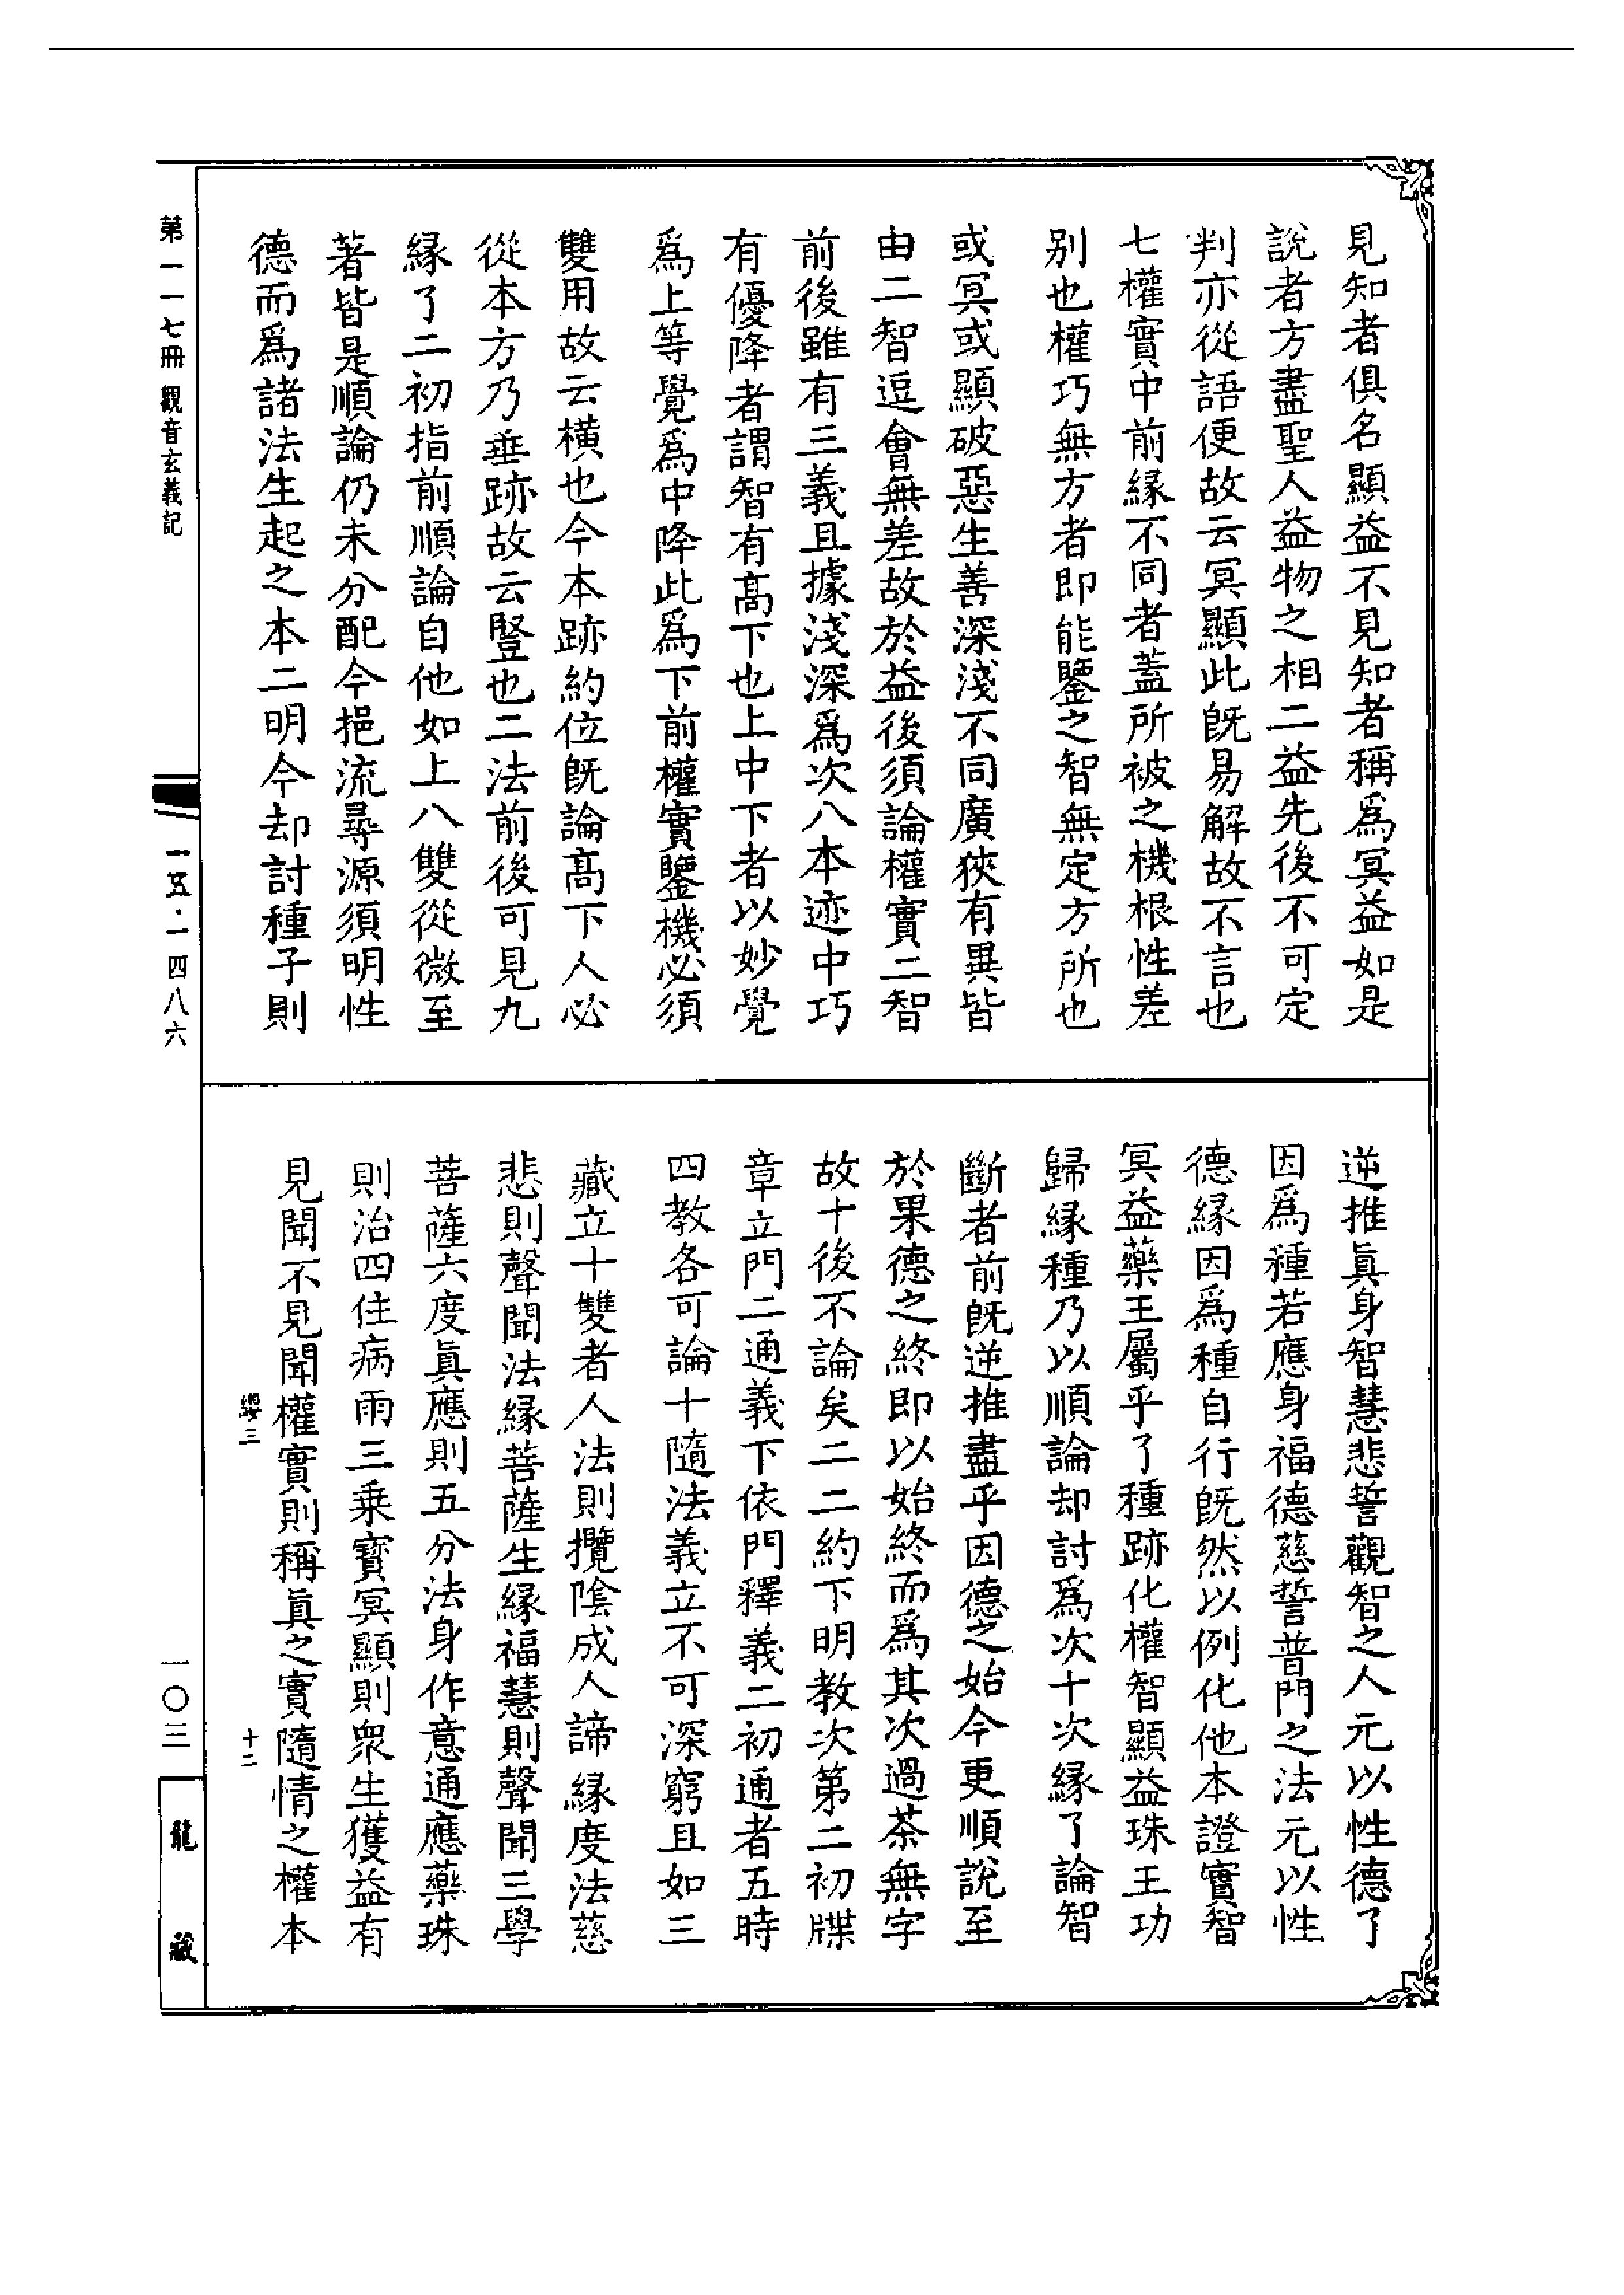 見知者俱名顯益不見知者稱爲冥益如是
說者方盡聖人益物之相二益先後不可定
判亦從語便故云冥顯此旣易解故不言也
七權實中前緣不同者蓋所被之機根性差
别也權巧無方者即能鑒之智無定方所也
或冥或顯破惡生善深淺不同廣狹有異皆
由二智逗會無差故於益後須論權實二智
前後雖有三義且據淺深爲次八本迹中巧
有優降者謂智有髙下也上中下者以妙覺
爲上等覺爲中降此爲下前權實鑒機必須
雙用故云橫也今本跡約位旣論髙下人必
從本方乃垂跡故云豎也二法前後可見九
緣了二初指前順論自他如上八雙從微至
著皆是順論仍未分配今挹流尋源須明性
德而爲諸法生起之本二明今却討種子則
逆推眞身智慧悲誓觀智之人元以性德了
因爲種若應身福德慈誓普門之法元以性
德緣因爲種自行旣然以例化他本證實智
冥益藥王屬乎了種跡化權智顯益珠王功
歸緣種乃以順論却討爲次十次緣了論智
斷者前旣逆推盡乎因德之始今更順說至
於果德之終即以始終而爲其次過茶無字
故十後不論矣二二約下明教次第二初牒
章立門二通義下依門釋義二初通者五時
四教各可論十隨法義立不可深窮且如三
藏立十雙者人法則攬陰成人諦緣度法慈
悲則聲聞法緣菩薩生緣福慧則聲聞三學
菩薩六度眞應則五分法身作意通應藥珠
則治四住病雨三乗寶冥顯則衆生獲益有
見聞不見聞權實則稱眞之實隨情之權本
纓三
十二
第一一七冊 觀音玄義記
一五·一四八六
一〇三
龍藏